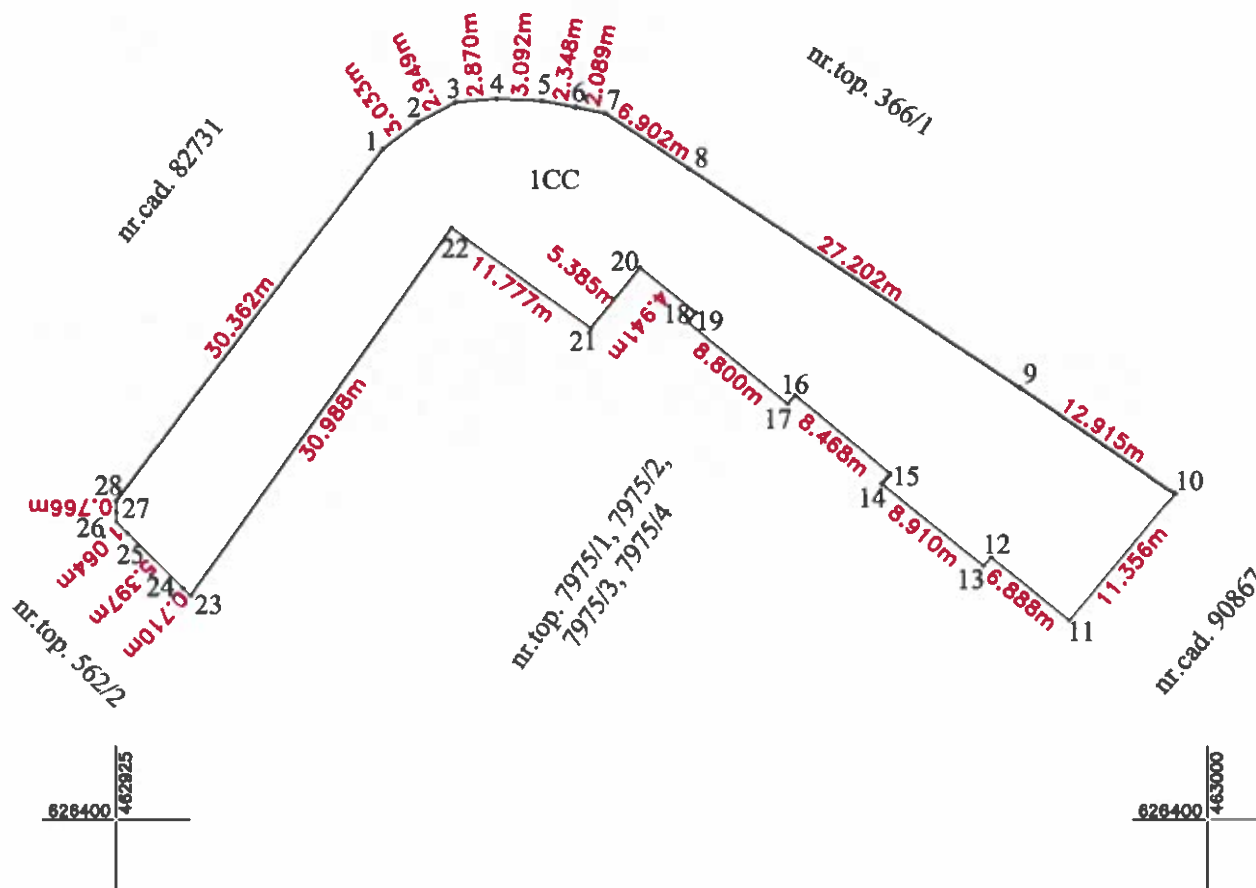 3.033m
2.949m
2.870m
3.092m
2.348m
2.089m
1
2
3
4
5
6
7
6.902m
nr.top. 366/1
8
nr.cad. 82731
1CC
22
11.777m
5.385m
20
4.941m
18
19
21
27.202m
30.362m
8.800m
16
17
9
12.915m
30.988m
8.468m
15
14
10
28
27
0.766m
26
1.064m
25
5.397m
24
0.710m
23
nr.top. 7975/1, 7975/2,
7975/3, 7975/4
8.910m
12
13
6.888m
11.356m
11
nr.top. 562/2
nr.cad. 90867
626400
462925
626400
463000